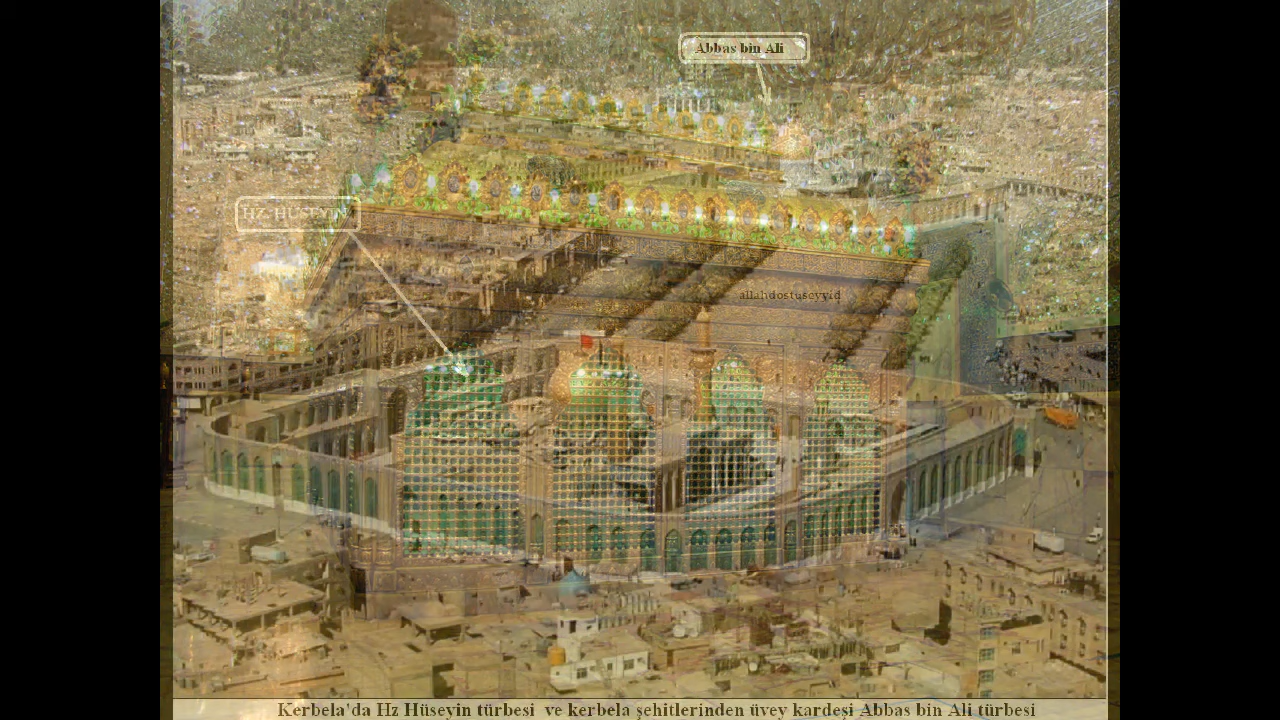 Abbas bin Ali
HZ. HÜSEYİN
allahdostuseyyid
Kerbela'da Hz Hüseyin türbesi ve kerbela şehitlerinden üvey kardeşi Abbas bin Ali türbesi